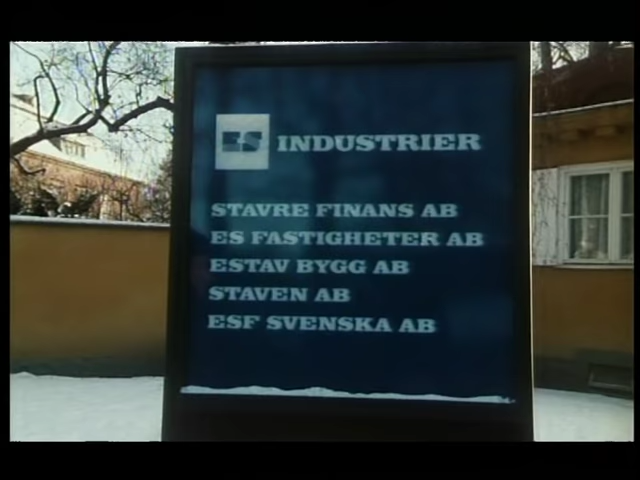 ES INDUSTRIER
STAVRE FINANS AB
ES FASTIGHETER AB
ESTAV BYGG AB
STAVEN AB
ESF SVENSKA AB